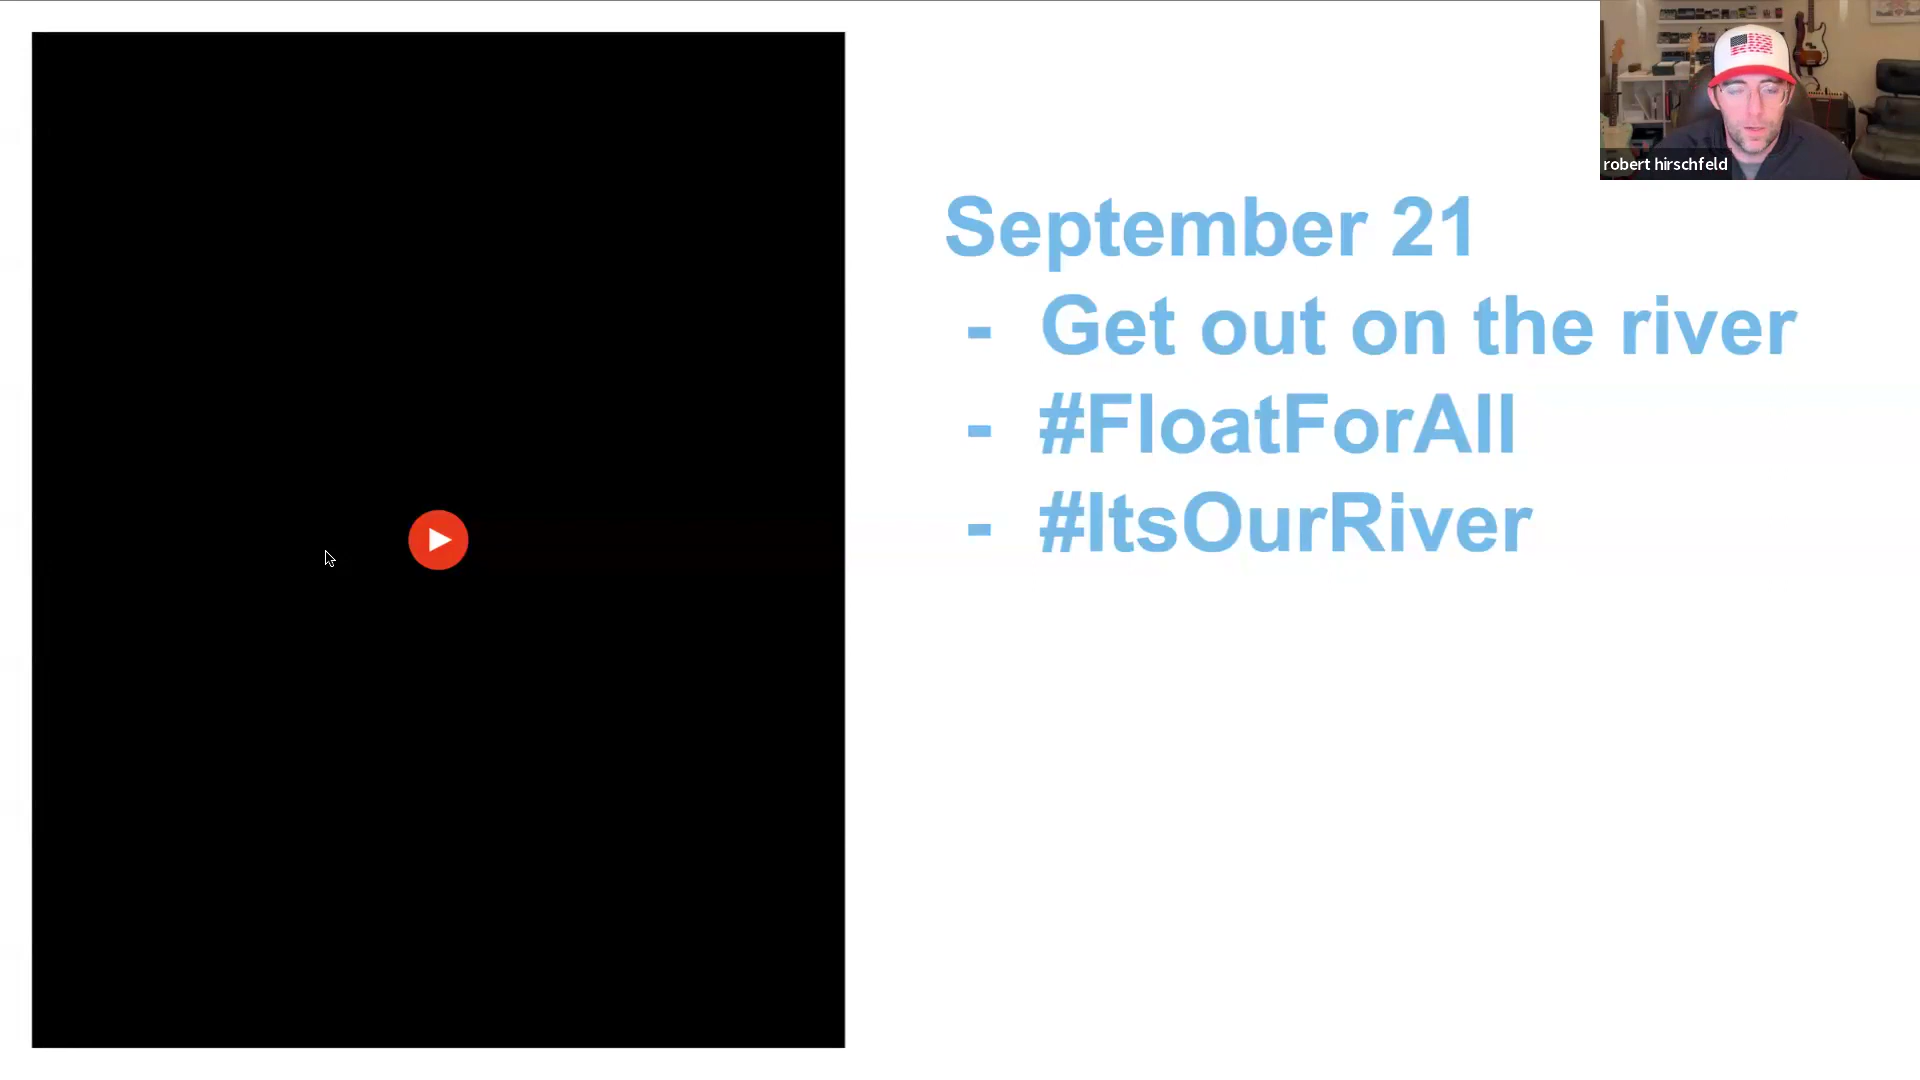 robert hirschfeld
September 21
- Get out on the river
- #FloatForAll
- #ItsOurRiver